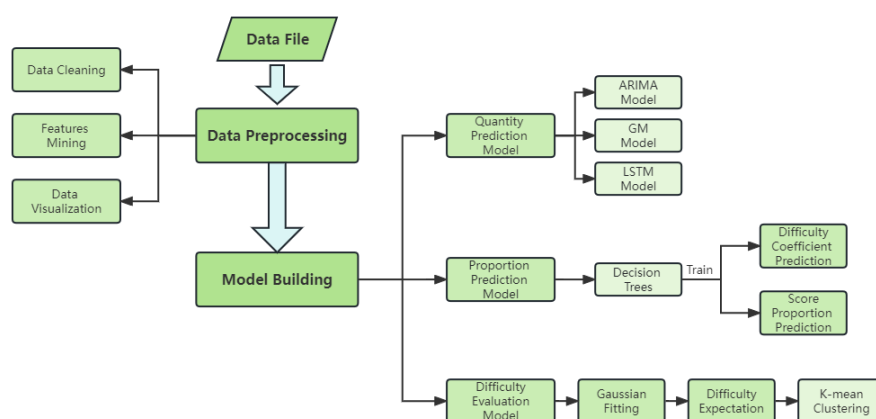 Data File
Data Cleaning
Features
Mining
Data
Visualization
Data Preprocessing
Model Building
Quantity
Prediction
Model
ARIMA
Model
GM
Model
LSTM
Model
Proportion
Prediction
Model
Decision
Trees
Train
Difficulty
Coefficient
Prediction
Score
Proportion
Prediction
Difficulty
Evaluation
Model
Gaussian
Fitting
Difficulty
Expectation
K-mean
Clustering